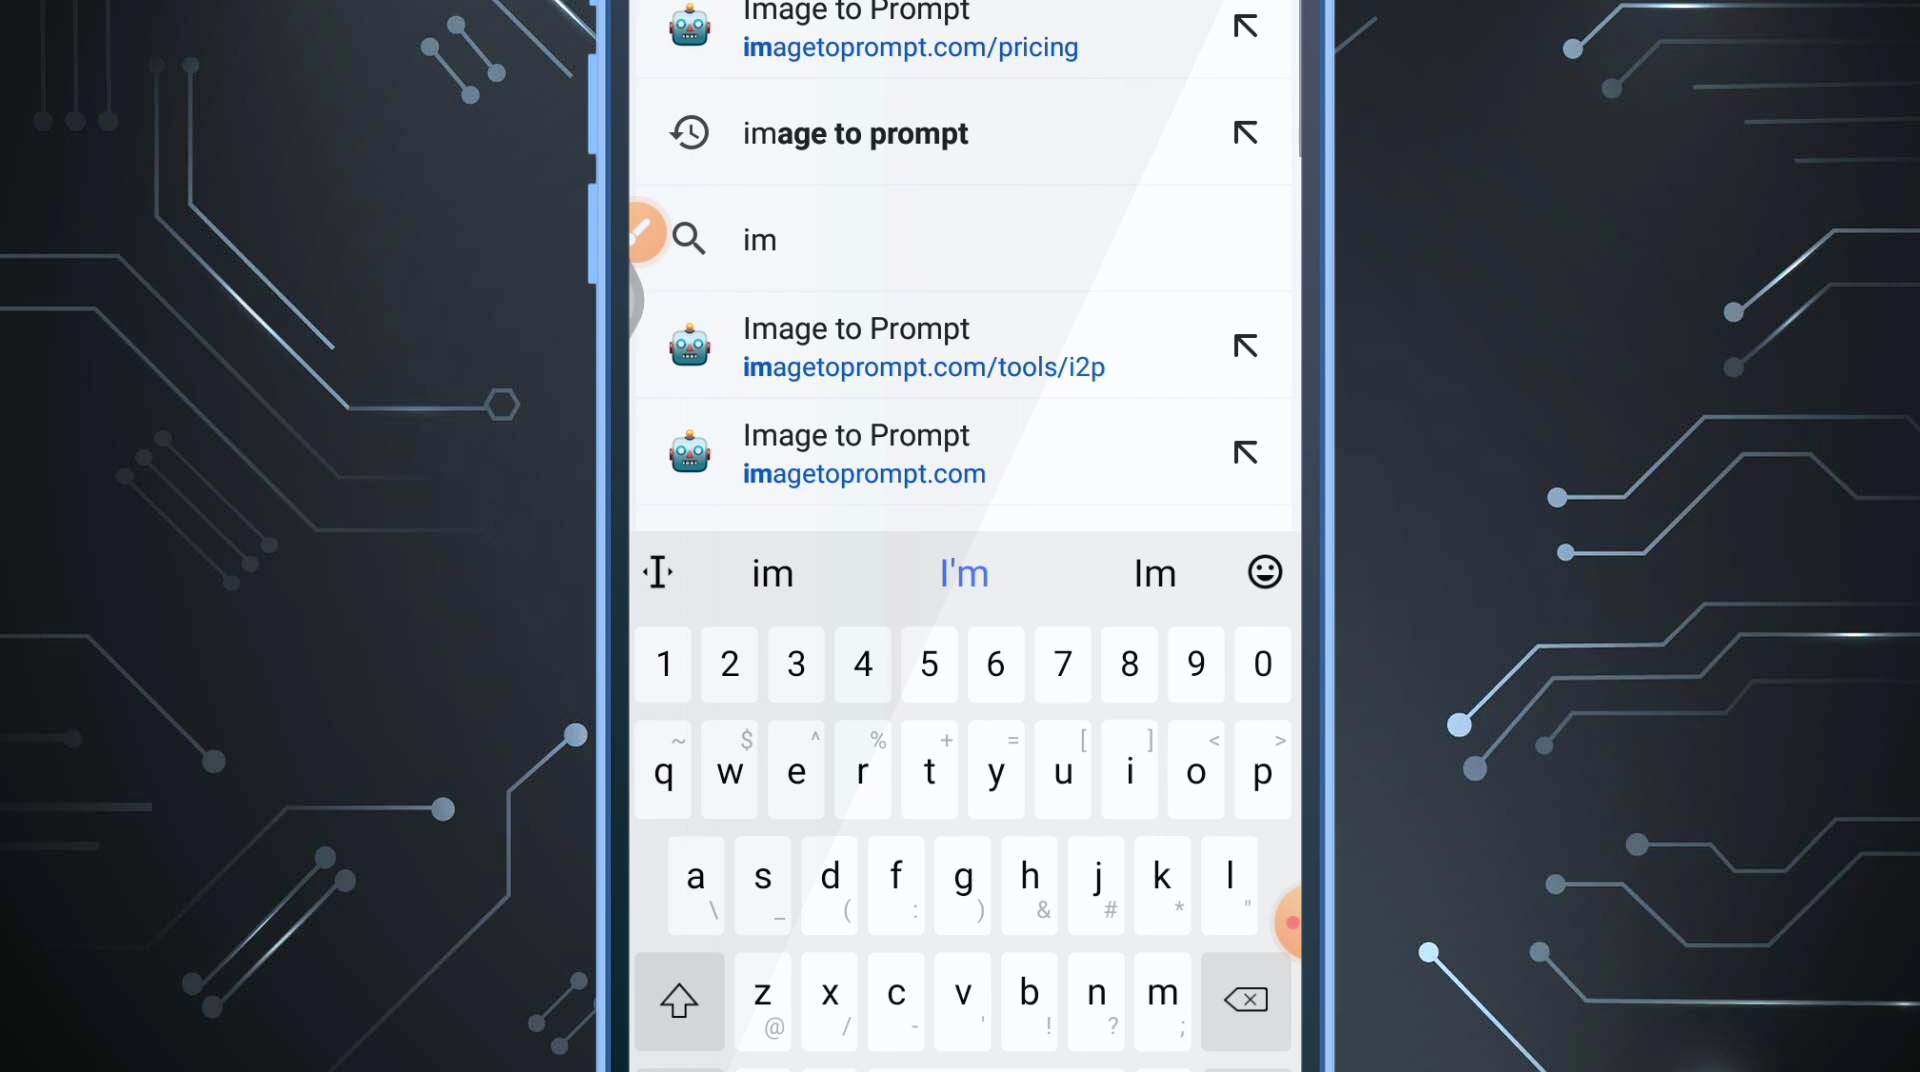 Image to Prompt
imagetoprompt.com/pricing
image to prompt
im
Image to Prompt
imagetoprompt.com/tools/i2p
Image to Prompt
imagetoprompt.com
im I'm Im
1 2 3 4 5 6 7 8 9 0
~ $ ^ % + = [ ] < >
q w e r t y u i o p
a s d f g h j k l
\ _ ( : ) & # * "
z x c v b n m
@ / - ' ! ? ;